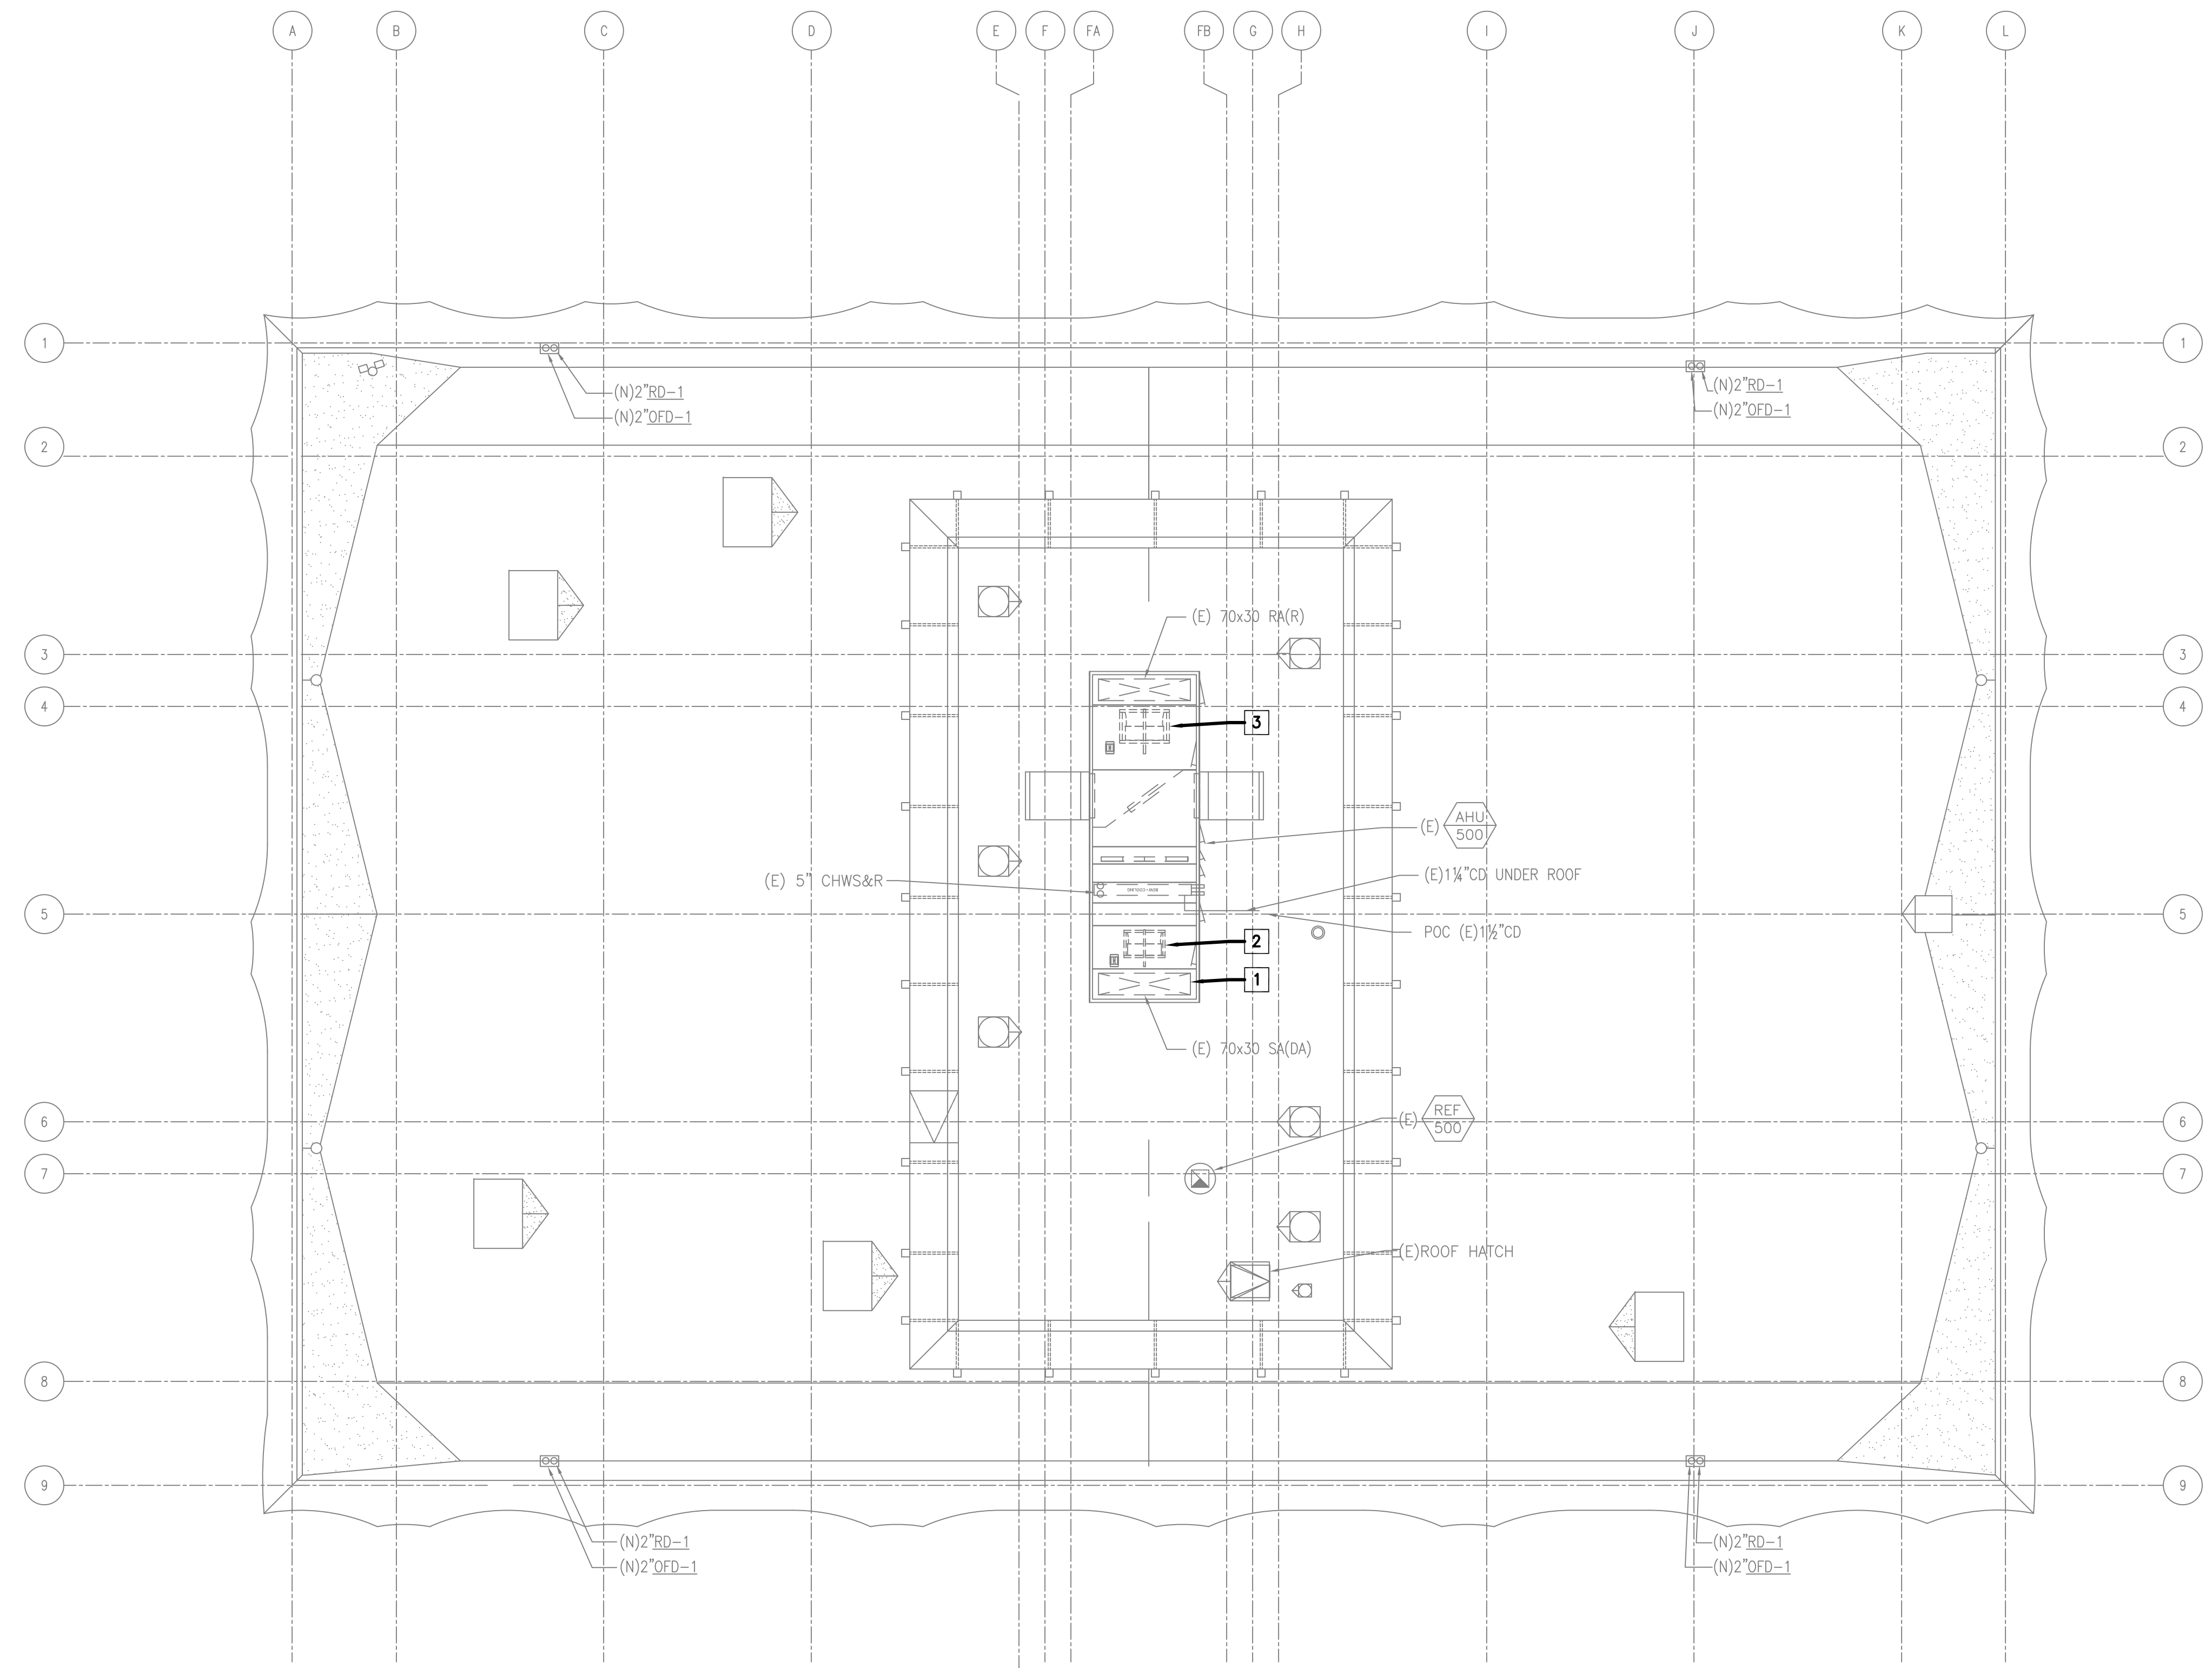 A B C D E F FA FB G H I J K L
1 1
(N)2"RD-1
(N)2"OFD-1
(N)2"RD-1
(N)2"OFD-1
2 2
(E) 70x30 RA(R)
3 3
4 4
3
(E) AHU
500
(E) 5" CHWS&R
(E)1¼"CD UNDER ROOF
5 5
POC (E)1½"CD
2
1
(E) 70x30 SA(DA)
(E) REF
500
6 6
7 7
(E)ROOF HATCH
8 8
9 9
(N)2"RD-1
(N)2"OFD-1
(N)2"RD-1
(N)2"OFD-1